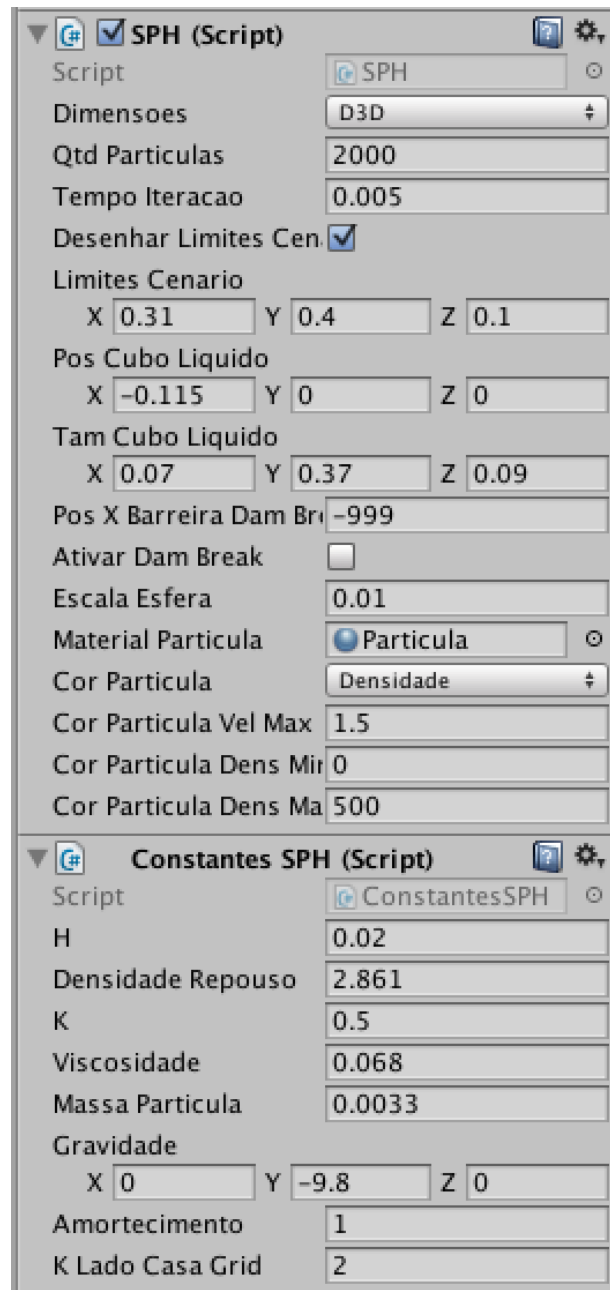 SPH (Script)
Script SPH
Dimensoes D3D
Qtd Particulas 2000
Tempo Iteracao 0.005
Desenhar Limites Cen
Limites Cenario
X 0.31 Y 0.4 Z 0.1
Pos Cubo Liquido
X -0.115 Y 0 Z 0
Tam Cubo Liquido
X 0.07 Y 0.37 Z 0.09
Pos X Barreira Dam Bre -999
Ativar Dam Break
Escala Esfera 0.01
Material Particula Particula
Cor Particula Densidade
Cor Particula Vel Max 1.5
Cor Particula Dens Mir 0
Cor Particula Dens Ma 500
Constantes SPH (Script)
Script ConstantesSPH
H 0.02
Densidade Repouso 2.861
K 0.5
Viscosidade 0.068
Massa Particula 0.0033
Gravidade
X 0 Y -9.8 Z 0
Amortecimento 1
K Lado Casa Grid 2